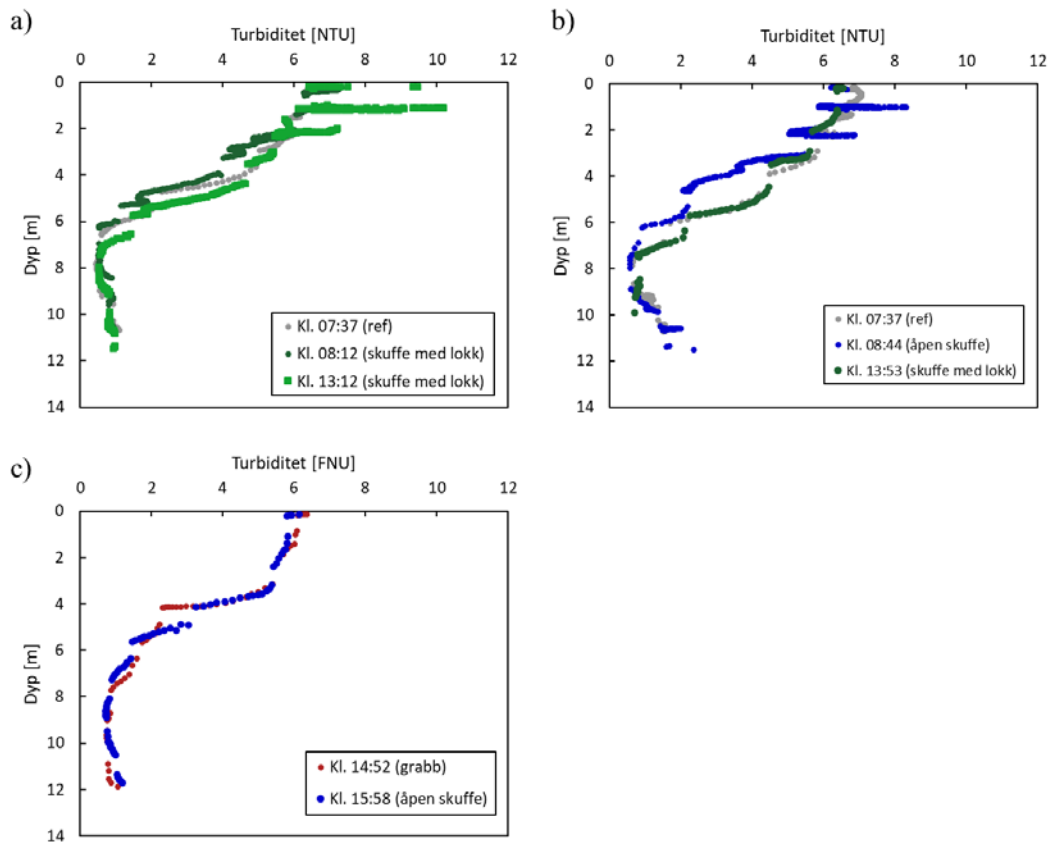 a)
Turbiditet [NTU]
0 2 4 6 8 10 12
0
2
4
6
8
10
12
14
Dyp [m]
Kl. 07:37 (ref)
Kl. 08:12 (skuffe med lokk)
Kl. 13:12 (skuffe med lokk)
b)
Turbiditet [NTU]
0 2 4 6 8 10 12
0
2
4
6
8
10
12
14
Dyp [m]
Kl. 07:37 (ref)
Kl. 08:44 (åpen skuffe)
Kl. 13:53 (skuffe med lokk)
c)
Turbiditet [FNU]
0 2 4 6 8 10 12
0
2
4
6
8
10
12
14
Dyp [m]
Kl. 14:52 (grabb)
Kl. 15:58 (åpen skuffe)